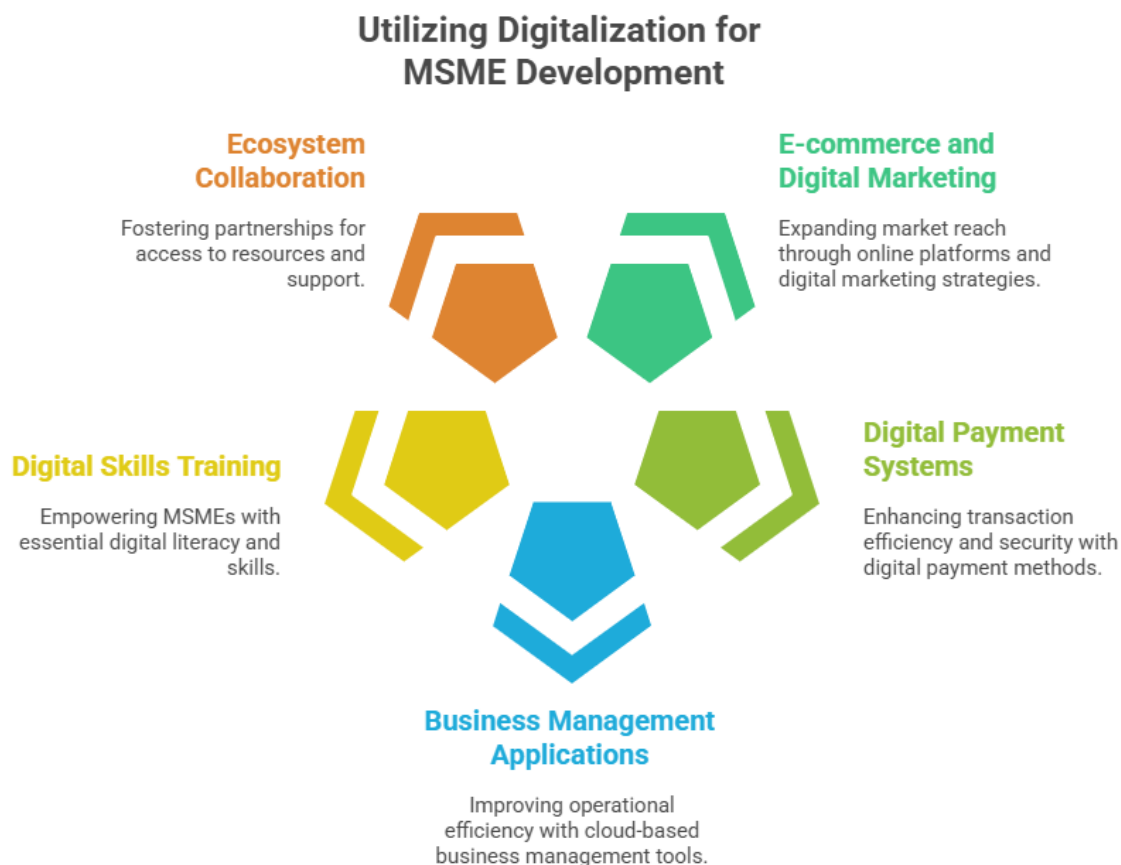 Utilizing Digitalization for
MSME Development
Ecosystem
Collaboration
Fostering partnerships for
access to resources and
support.
E-commerce and
Digital Marketing
Expanding market reach
through online platforms and
digital marketing strategies.
Digital Skills Training
Empowering MSMEs with
essential digital literacy and
skills.
Digital Payment
Systems
Enhancing transaction
efficiency and security with
digital payment methods.
Business Management
Applications
Improving operational
efficiency with cloud-based
business management tools.